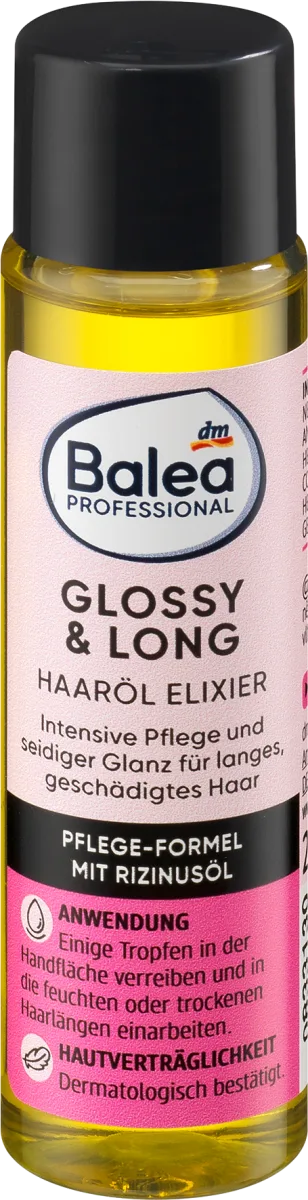 dm
Balea
PROFESSIONAL
GLOSSY
& LONG
HAARÖL ELIXIER
Intensive Pflege und
seidiger Glanz für langes,
geschädigtes Haar
PFLEGE-FORMEL
MIT RIZINUSÖL
ANWENDUNG
Einige Tropfen in der
Handfläche verreiben und in
die feuchten oder trockenen
Haarlängen einarbeiten.
HAUTVERTRÄGLICHKEIT
Dermatologisch bestätigt.